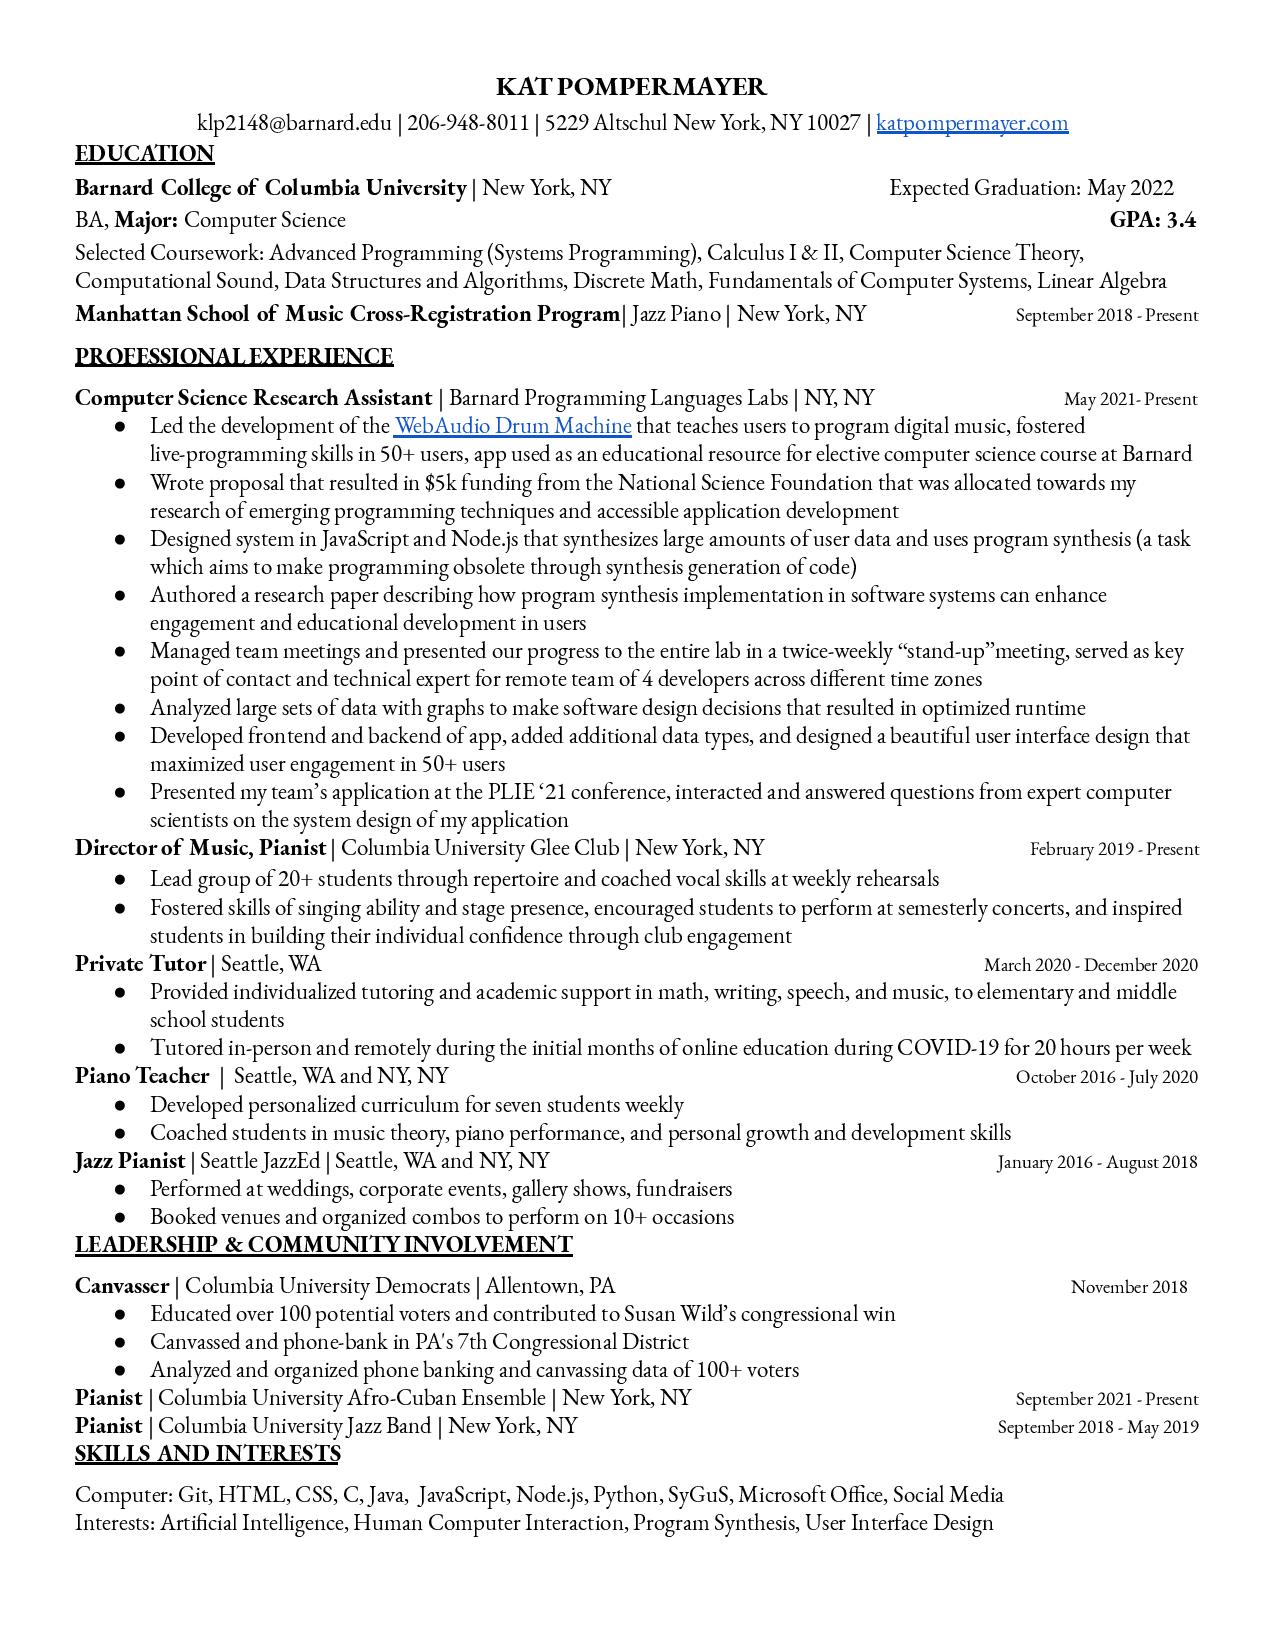 KAT POMPERMAYER
klp2148@barnard.edu | 206-948-8011 | 5229 Altschul New York, NY 10027 | katpompermayer.com
EDUCATION
Barnard College of Columbia University | New York, NY Expected Graduation: May 2022
BA, Major: Computer Science GPA: 3.4
Selected Coursework: Advanced Programming (Systems Programming), Calculus I & II, Computer Science Theory,
Computational Sound, Data Structures and Algorithms, Discrete Math, Fundamentals of Computer Systems, Linear Algebra
Manhattan School of Music Cross-Registration Program| Jazz Piano | New York, NY September 2018 - Present
PROFESSIONAL EXPERIENCE
Computer Science Research Assistant | Barnard Programming Languages Labs | NY, NY May 2021- Present
● Led the development of the WebAudio Drum Machine that teaches users to program digital music, fostered
live-programming skills in 50+ users, app used as an educational resource for elective computer science course at Barnard
● Wrote proposal that resulted in $5k funding from the National Science Foundation that was allocated towards my
research of emerging programming techniques and accessible application development
● Designed system in JavaScript and Node.js that synthesizes large amounts of user data and uses program synthesis (a task
which aims to make programming obsolete through synthesis generation of code)
● Authored a research paper describing how program synthesis implementation in software systems can enhance
engagement and educational development in users
● Managed team meetings and presented our progress to the entire lab in a twice-weekly “stand-up”meeting, served as key
point of contact and technical expert for remote team of 4 developers across different time zones
● Analyzed large sets of data with graphs to make software design decisions that resulted in optimized runtime
● Developed frontend and backend of app, added additional data types, and designed a beautiful user interface design that
maximized user engagement in 50+ users
● Presented my team’s application at the PLIE ‘21 conference, interacted and answered questions from expert computer
scientists on the system design of my application
Director of Music, Pianist | Columbia University Glee Club | New York, NY February 2019 - Present
● Lead group of 20+ students through repertoire and coached vocal skills at weekly rehearsals
● Fostered skills of singing ability and stage presence, encouraged students to perform at semesterly concerts, and inspired
students in building their individual confidence through club engagement
Private Tutor | Seattle, WA March 2020 - December 2020
● Provided individualized tutoring and academic support in math, writing, speech, and music, to elementary and middle
school students
● Tutored in-person and remotely during the initial months of online education during COVID-19 for 20 hours per week
Piano Teacher | Seattle, WA and NY, NY October 2016 - July 2020
● Developed personalized curriculum for seven students weekly
● Coached students in music theory, piano performance, and personal growth and development skills
Jazz Pianist | Seattle JazzEd | Seattle, WA and NY, NY January 2016 - August 2018
● Performed at weddings, corporate events, gallery shows, fundraisers
● Booked venues and organized combos to perform on 10+ occasions
LEADERSHIP & COMMUNITY INVOLVEMENT
Canvasser | Columbia University Democrats | Allentown, PA November 2018
● Educated over 100 potential voters and contributed to Susan Wild’s congressional win
● Canvassed and phone-bank in PA's 7th Congressional District
● Analyzed and organized phone banking and canvassing data of 100+ voters
Pianist | Columbia University Afro-Cuban Ensemble | New York, NY September 2021 - Present
Pianist | Columbia University Jazz Band | New York, NY September 2018 - May 2019
SKILLS AND INTERESTS
Computer: Git, HTML, CSS, C, Java, JavaScript, Node.js, Python, SyGuS, Microsoft Office, Social Media
Interests: Artificial Intelligence, Human Computer Interaction, Program Synthesis, User Interface Design